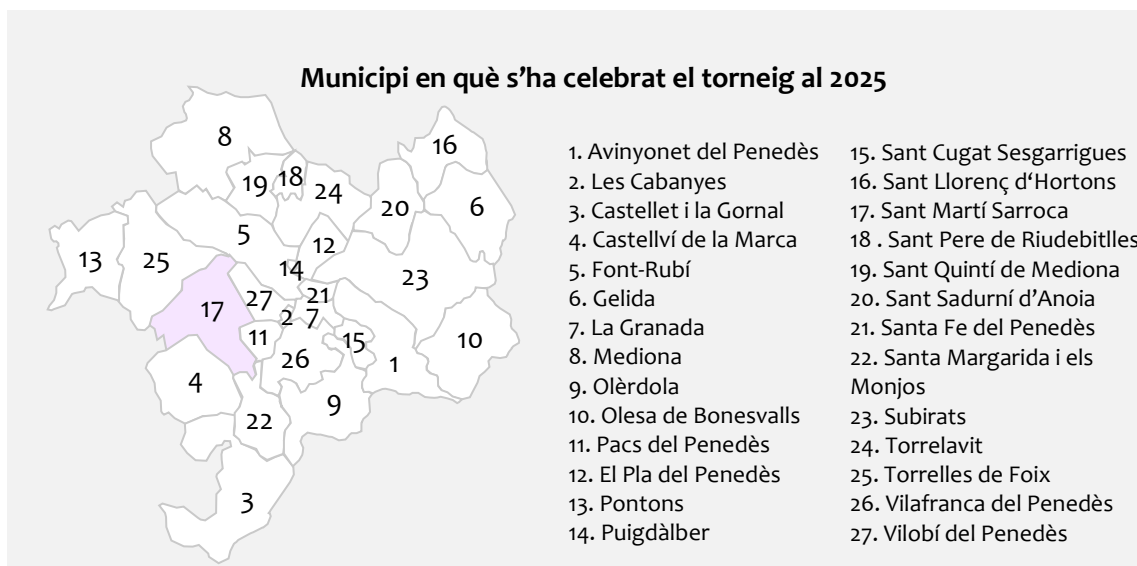 Municipi en què s'ha celebrat el torneig al 2025
8
16
19
18
24
20
6
5
12
13
25
14
23
27
21
17
2
7
11
15
10
26
1
4
9
22
3
1. Avinyonet del Penedès
2. Les Cabanyes
3. Castellet i la Gornal
4. Castellví de la Marca
5. Font-Rubí
6. Gelida
7. La Granada
8. Mediona
9. Olèrdola
10. Olesa de Bonesvalls
11. Pacs del Penedès
12. El Pla del Penedès
13. Pontons
14. Puigdàlber
15. Sant Cugat Sesgarrigues
16. Sant Llorenç d'Hortons
17. Sant Martí Sarroca
18 . Sant Pere de Riudebitlles
19. Sant Quintí de Mediona
20. Sant Sadurní d'Anoia
21. Santa Fe del Penedès
22. Santa Margarida i els
Monjos
23. Subirats
24. Torrelavit
25. Torrelles de Foix
26. Vilafranca del Penedès
27. Vilobí del Penedès